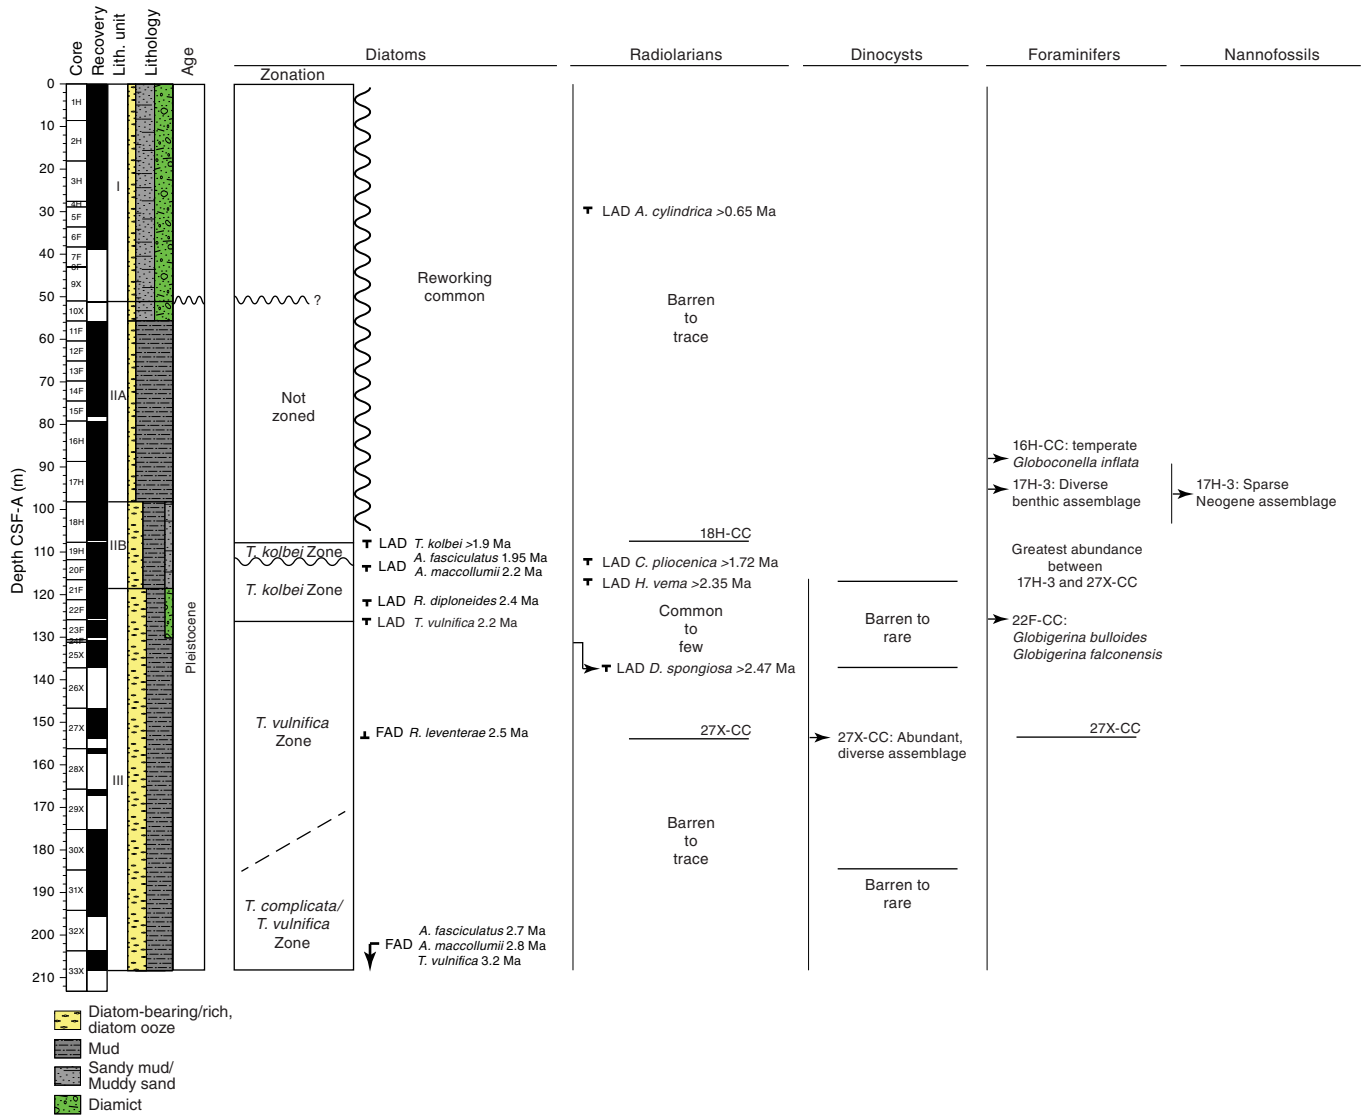 Core
Recovery
Lith. unit
Lithology
Age
Diatoms
Radiolarians
Dinocysts
Foraminifers
Nannofossils
Zonation
Depth CSF-A (m)
0
10
20
30
40
50
60
70
80
90
100
110
120
130
140
150
160
170
180
190
200
210
1H
2H
3H
4H
5F
6F
7F
8F
9X
10X
11F
12F
13F
14F
15F
16H
17H
18H
19H
20F
21F
22F
23F
24F
25X
26X
27X
28X
29X
30X
31X
32X
33X
I
IIA
IIB
III
Pleistocene
?
Not
zoned
T. kolbei Zone
T. kolbei Zone
T. vulnifica
Zone
T. complicata/
T. vulnifica
Zone
Reworking
common
LAD T. kolbei >1.9 Ma
A. fasciculatus 1.95 Ma
LAD
A. maccollumii 2.2 Ma
LAD R. diploneides 2.4 Ma
LAD T. vulnifica 2.2 Ma
FAD R. leventerae 2.5 Ma
A. fasciculatus 2.7 Ma
FAD A. maccollumii 2.8 Ma
T. vulnifica 3.2 Ma
LAD A. cylindrica >0.65 Ma
Barren
to
trace
18H-CC
LAD C. pliocenica >1.72 Ma
LAD H. vema >2.35 Ma
Common
to
few
LAD D. spongiosa >2.47 Ma
27X-CC
Barren
to
trace
Barren to
rare
27X-CC: Abundant,
diverse assemblage
Barren to
rare
16H-CC: temperate
Globoconella inflata
17H-3: Diverse
benthic assemblage
Greatest abundance
between
17H-3 and 27X-CC
22F-CC:
Globigerina bulloides
Globigerina falconensis
27X-CC
17H-3: Sparse
Neogene assemblage
Diatom-bearing/rich,
diatom ooze
Mud
Sandy mud/
Muddy sand
Diamict